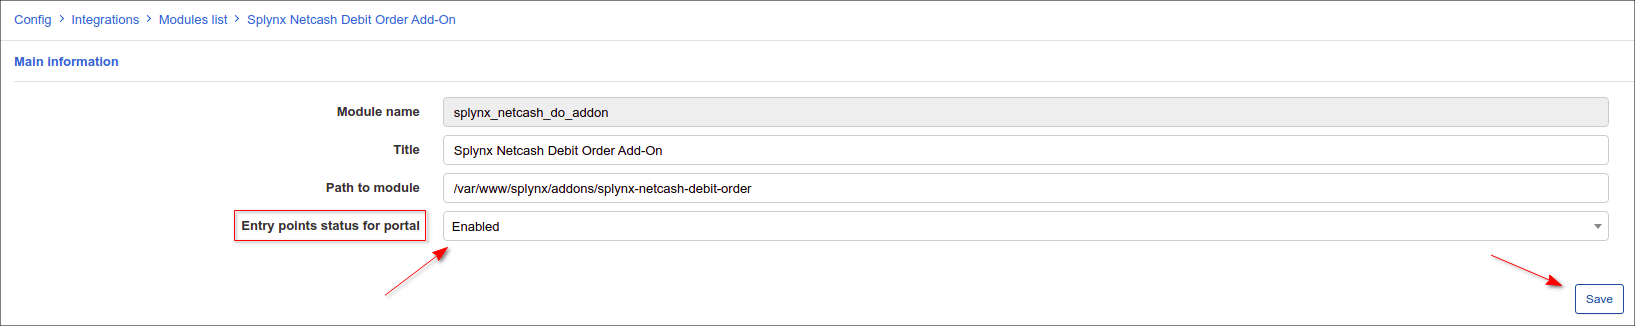 Config > Integrations > Modules list > Splynx Netcash Debit Order Add-On
Main information
Module name splynx_netcash_do_addon
Title Splynx Netcash Debit Order Add-On
Path to module /var/www/splynx/addons/splynx-netcash-debit-order
Entry points status for portal Enabled
Save